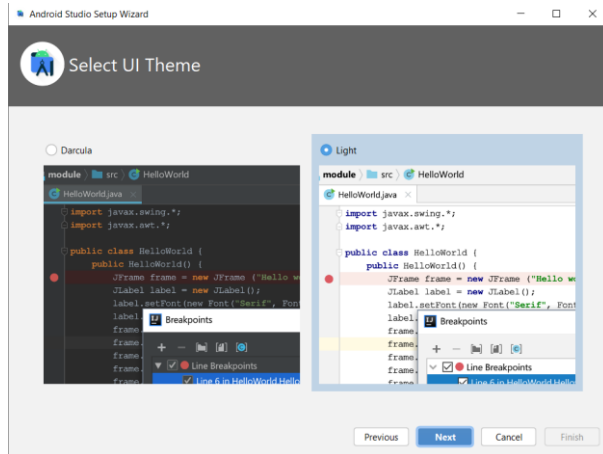 Android Studio Setup Wizard
Select UI Theme
Darcula
module src HelloWorld
HelloWorld.java
import javax.swing.*;
import javax.awt.*;
public class HelloWorld {
public HelloWorld() {
JFrame frame = new JFrame ("Hello wo
JLabel label = new JLabel();
label.setFont(new Font("Serif", Font
label.
frame.
frame.
frame.
frame.
frame.
Breakpoints
Line Breakpoints
Line 6 in HelloWorld.Hello
Light
module src HelloWorld
HelloWorld.java
import javax.swing.*;
import javax.awt.*;
public class HelloWorld {
public HelloWorld() {
JFrame frame = new JFrame ("Hello wo
JLabel label = new JLabel();
label.setFont(new Font("Serif", Font
label.
frame.
frame.
frame.
frame.
frame.
Breakpoints
Line Breakpoints
Line 6 in HelloWorld.Hello
Previous
Next
Cancel
Finish